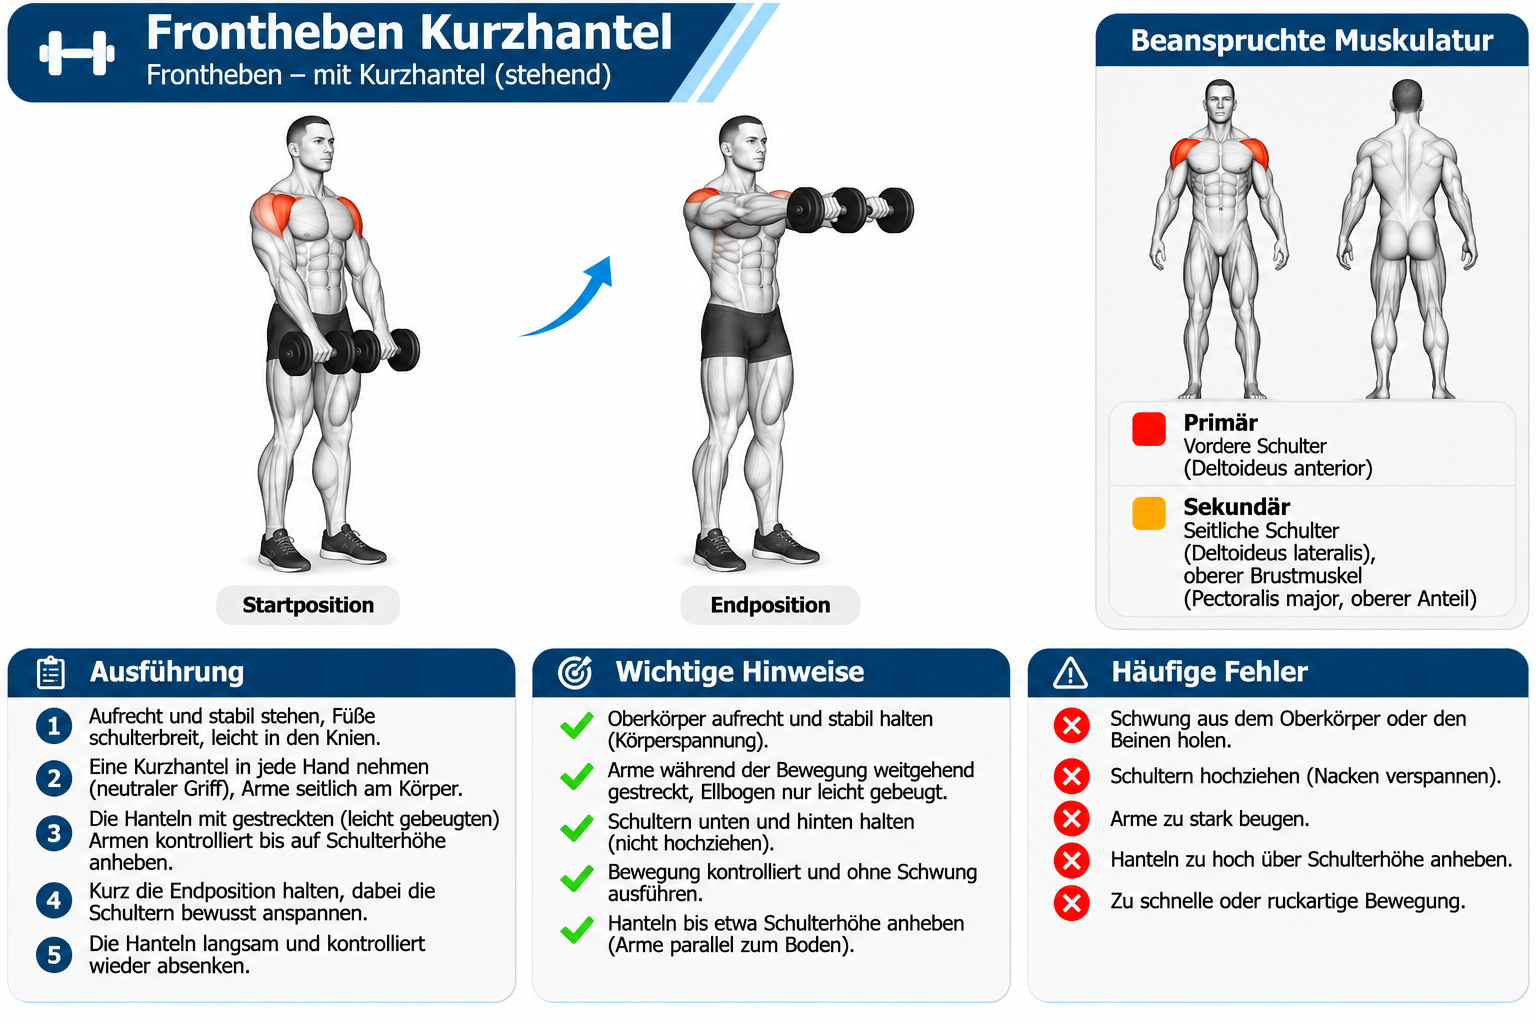 Frontheben Kurzhantel
Frontheben – mit Kurzhantel (stehend)
Startposition
Endposition
Beanspruchte Muskulatur
Primär
Vordere Schulter
(Deltoideus anterior)
Sekundär
Seitliche Schulter
(Deltoideus lateralis),
oberer Brustmuskel
(Pectoralis major, oberer Anteil)
Ausführung
1 Aufrecht und stabil stehen, Füße
schulterbreit, leicht in den Knien.
2 Eine Kurzhantel in jede Hand nehmen
(neutraler Griff), Arme seitlich am Körper.
3 Die Hanteln mit gestreckten (leicht gebeugten)
Armen kontrolliert bis auf Schulterhöhe
anheben.
4 Kurz die Endposition halten, dabei die
Schultern bewusst anspannen.
5 Die Hanteln langsam und kontrolliert
wieder absenken.
Wichtige Hinweise
Oberkörper aufrecht und stabil halten
(Körperspannung).
Arme während der Bewegung weitgehend
gestreckt, Ellbogen nur leicht gebeugt.
Schultern unten und hinten halten
(nicht hochziehen).
Bewegung kontrolliert und ohne Schwung
ausführen.
Hanteln bis etwa Schulterhöhe anheben
(Arme parallel zum Boden).
Häufige Fehler
Schwung aus dem Oberkörper oder den
Beinen holen.
Schultern hochziehen (Nacken verspannen).
Arme zu stark beugen.
Hanteln zu hoch über Schulterhöhe anheben.
Zu schnelle oder ruckartige Bewegung.